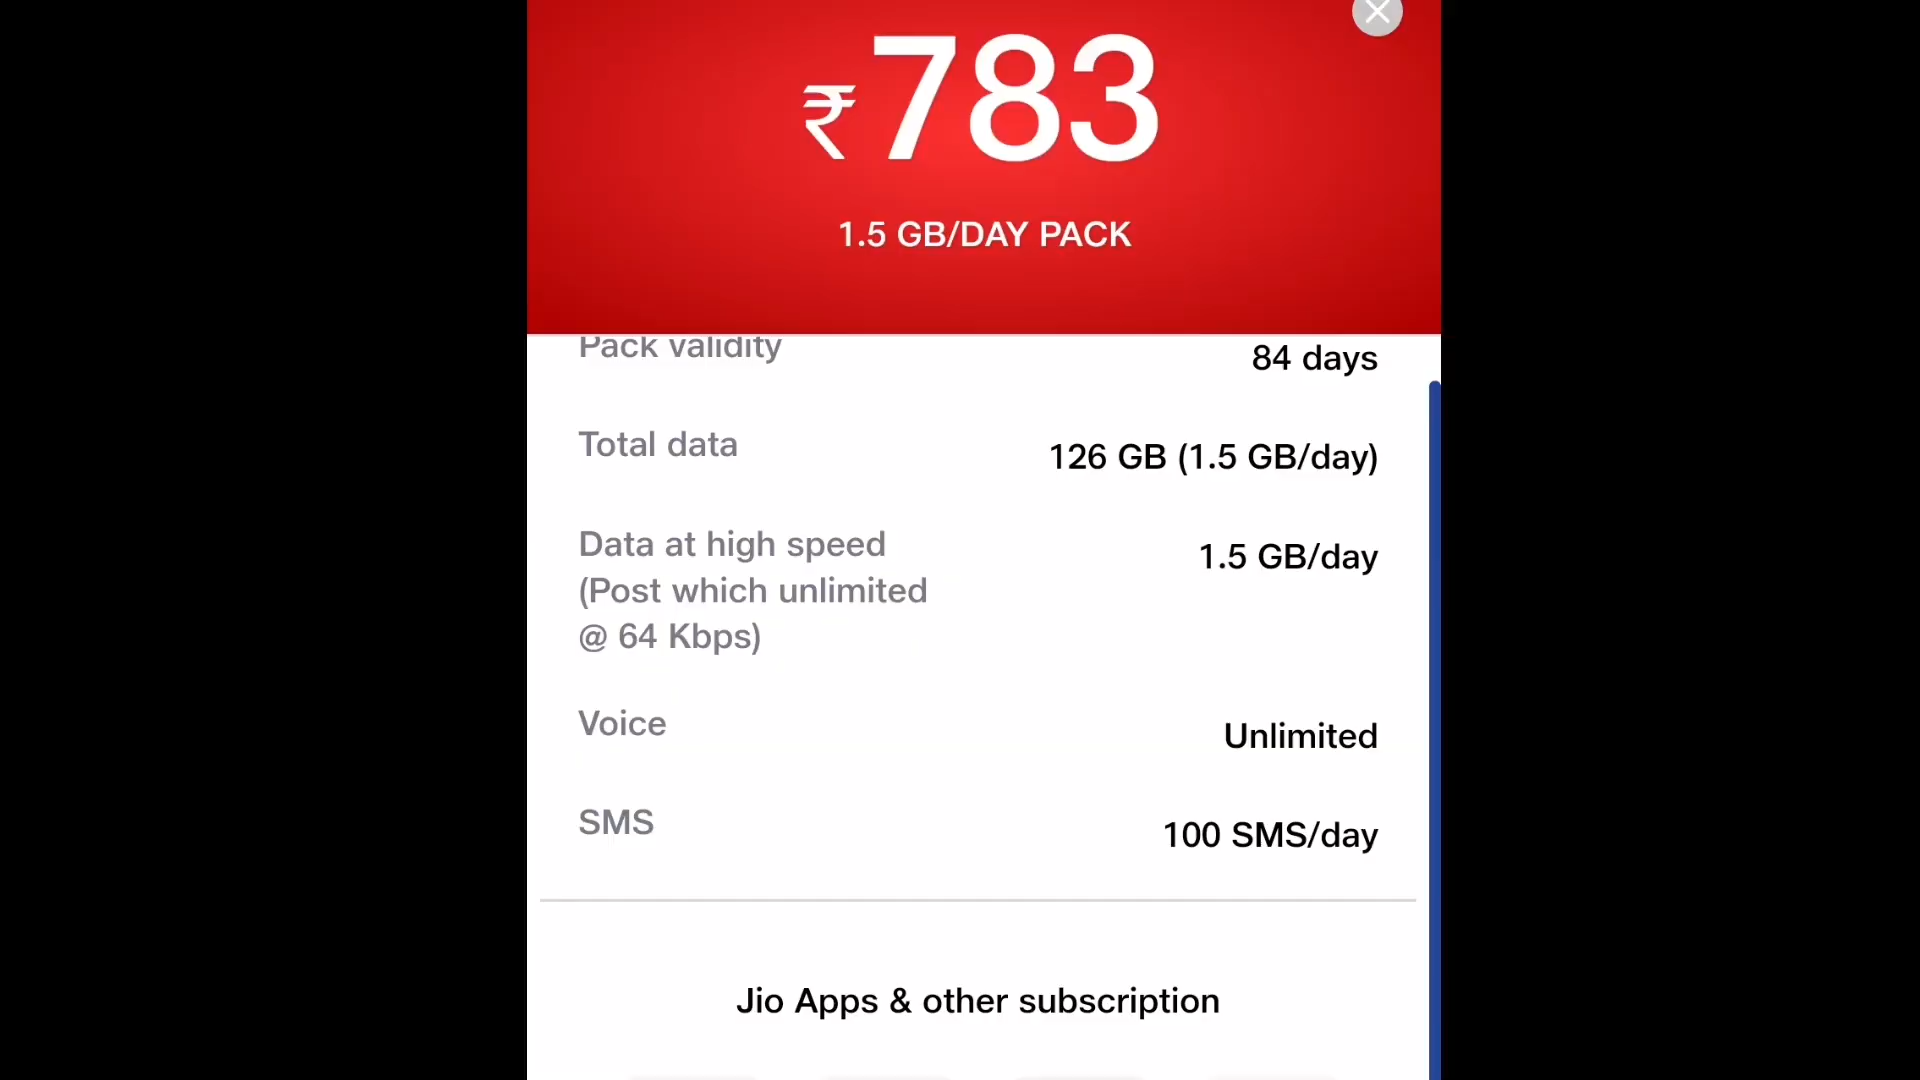 ₹783
1.5 GB/DAY PACK
Pack validity
84 days
Total data
126 GB (1.5 GB/day)
Data at high speed
(Post which unlimited
@ 64 Kbps)
1.5 GB/day
Voice
Unlimited
SMS
100 SMS/day
Jio Apps & other subscription